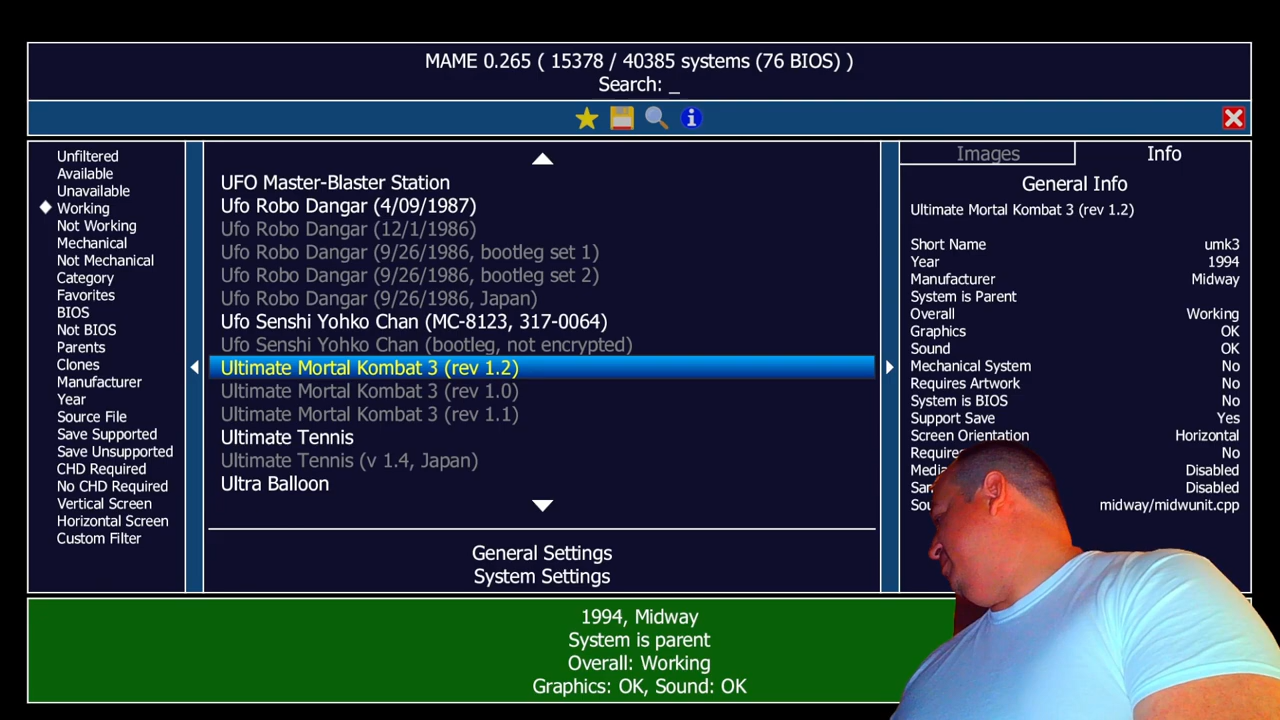 MAME 0.265 ( 15378 / 40385 systems (76 BIOS) )
Search: _
Unfiltered
Available
Unavailable
Working
Not Working
Mechanical
Not Mechanical
Category
Favorites
BIOS
Not BIOS
Parents
Clones
Manufacturer
Year
Source File
Save Supported
Save Unsupported
CHD Required
No CHD Required
Vertical Screen
Horizontal Screen
Custom Filter
UFO Master-Blaster Station
Ufo Robo Dangar (4/09/1987)
Ufo Robo Dangar (12/1/1986)
Ufo Robo Dangar (9/26/1986, bootleg set 1)
Ufo Robo Dangar (9/26/1986, bootleg set 2)
Ufo Robo Dangar (9/26/1986, Japan)
Ufo Senshi Yohko Chan (MC-8123, 317-0064)
Ufo Senshi Yohko Chan (bootleg, not encrypted)
Ultimate Mortal Kombat 3 (rev 1.2)
Ultimate Mortal Kombat 3 (rev 1.0)
Ultimate Mortal Kombat 3 (rev 1.1)
Ultimate Tennis
Ultimate Tennis (v 1.4, Japan)
Ultra Balloon
General Settings
System Settings
Images Info
General Info
Ultimate Mortal Kombat 3 (rev 1.2)
Short Name umk3
Year 1994
Manufacturer Midway
System is Parent
Overall Working
Graphics OK
Sound OK
Mechanical System No
Requires Artwork No
System is BIOS No
Support Save Yes
Screen Orientation Horizontal
No
Disabled
Disabled
midway/midwunit.cpp
1994, Midway
System is parent
Overall: Working
Graphics: OK, Sound: OK